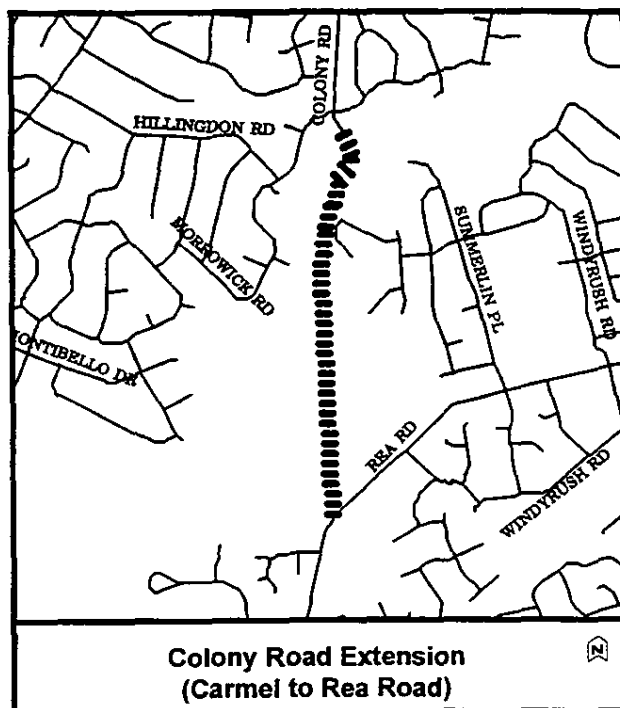 COLONY RD
HILLINGDON RD
BORROWICK RD
SUMMERLIN PL
WINDYRUSH RD
MONTIBELLO DR
REA RD
WINDYRUSH RD
Colony Road Extension
(Carmel to Rea Road)
N